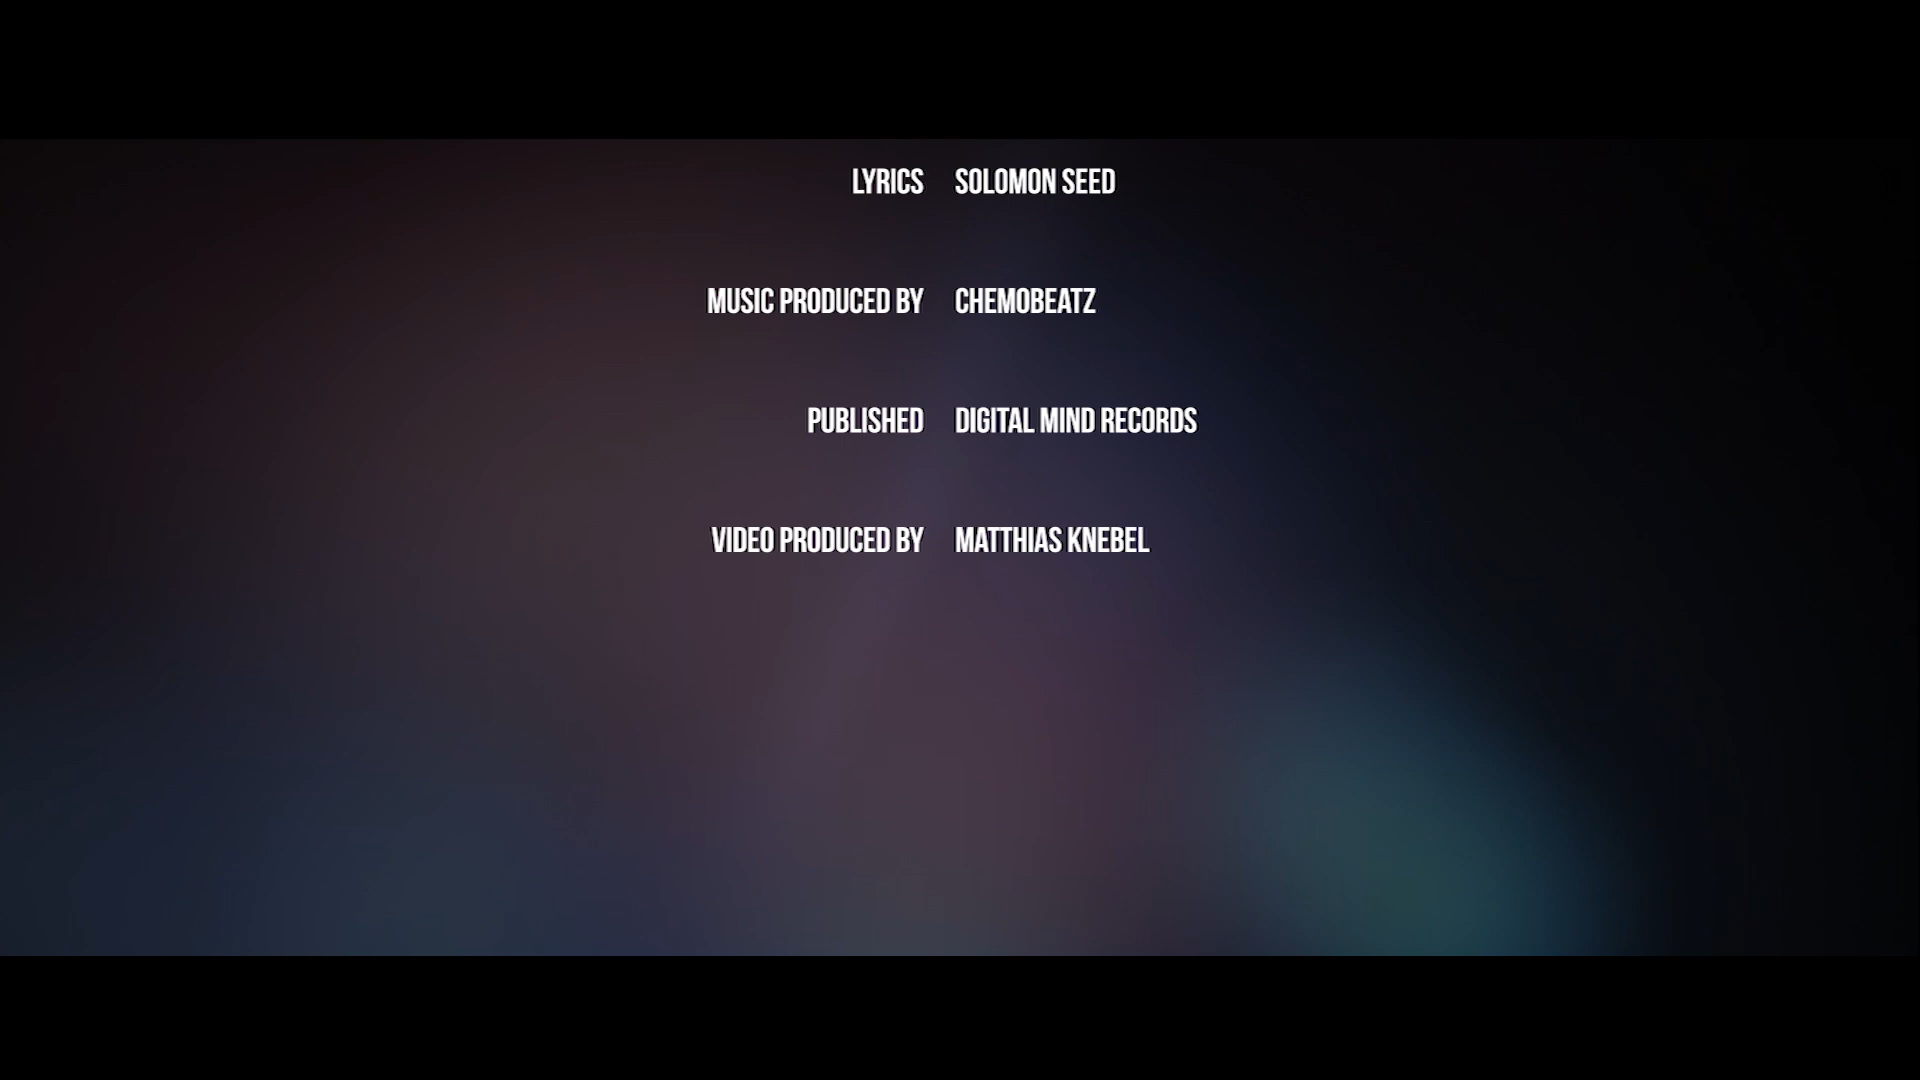 LYRICS SOLOMON SEED
MUSIC PRODUCED BY CHEMOBEATZ
PUBLISHED DIGITAL MIND RECORDS
VIDEO PRODUCED BY MATTHIAS KNEBEL